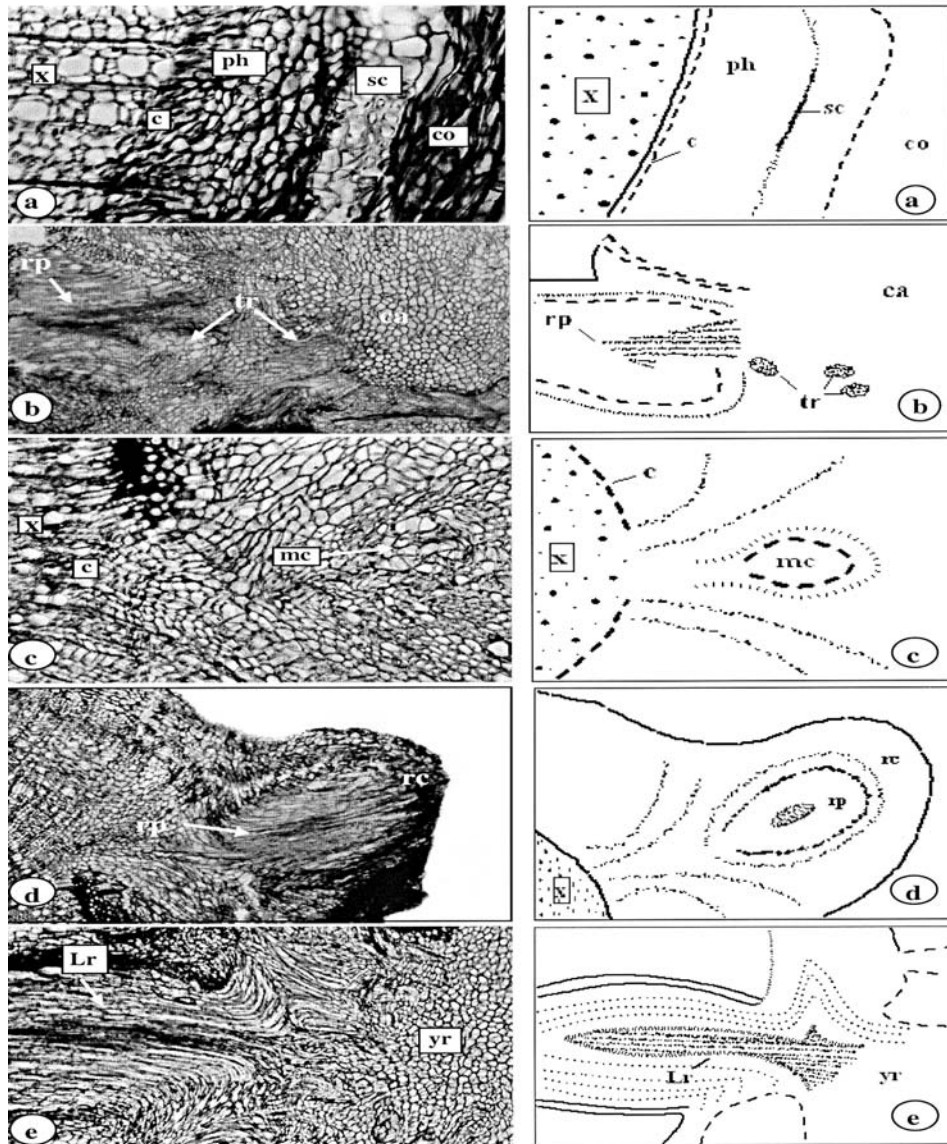 x ph sc
c co
a
X ph
c sc co
a
rp tr ca
b
rp ca
tr
b
x mc
c
c
c
x mc
c
d
rp rc
d
rc
rp
x
d
Lr yr
e
Lr yr
e